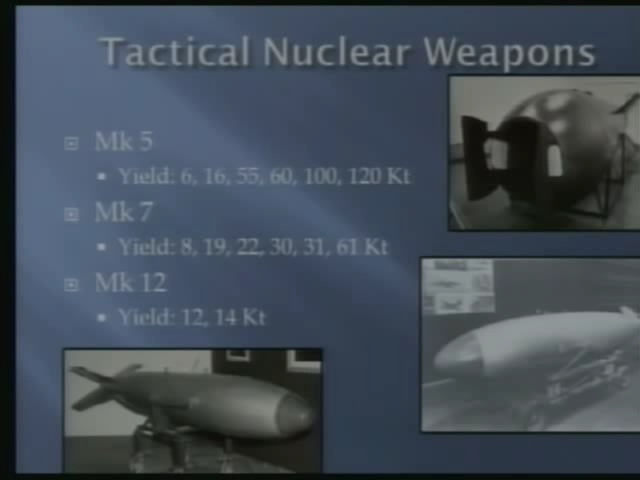 Tactical Nuclear Weapons
Mk 5
Yield: 6, 16, 55, 60, 100, 120 Kt
Mk 7
Yield: 8, 19, 22, 30, 31, 61 Kt
Mk 12
Yield: 12, 14 Kt